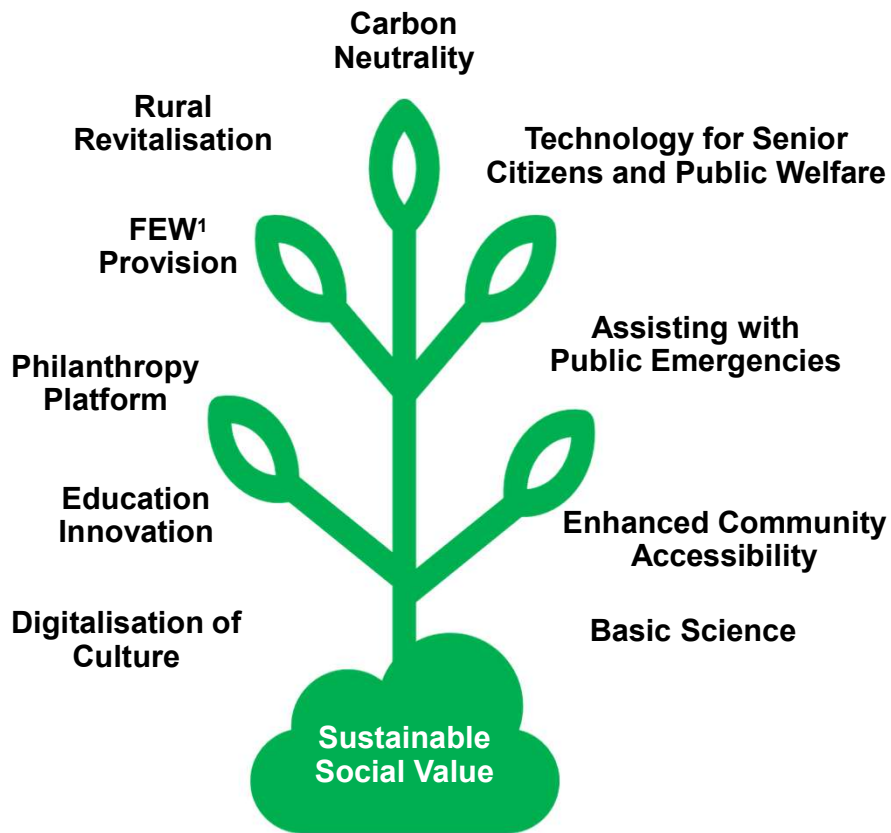 Carbon
Neutrality
Rural
Revitalisation
Technology for Senior
Citizens and Public Welfare
FEW¹
Provision
Assisting with
Public Emergencies
Philanthropy
Platform
Education
Innovation
Enhanced Community
Accessibility
Digitalisation of
Culture
Basic Science
Sustainable
Social Value